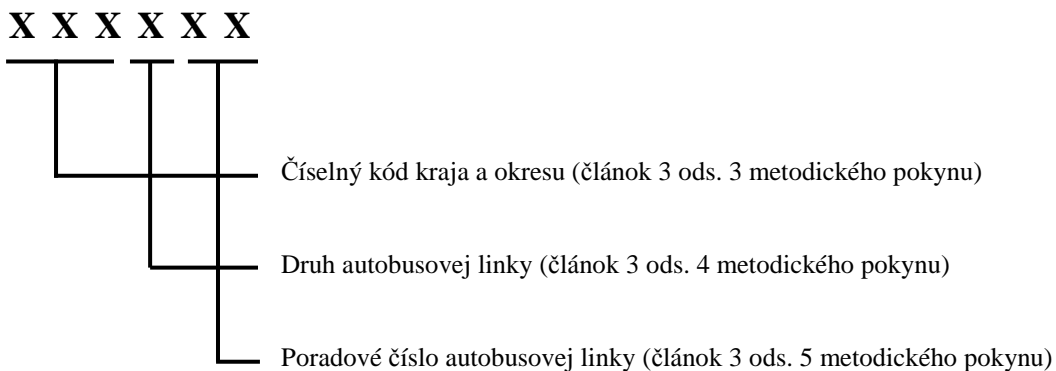 X X X X X X
Číselný kód kraja a okresu (článok 3 ods. 3 metodického pokynu)
Druh autobusovej linky (článok 3 ods. 4 metodického pokynu)
Poradové číslo autobusovej linky (článok 3 ods. 5 metodického pokynu)